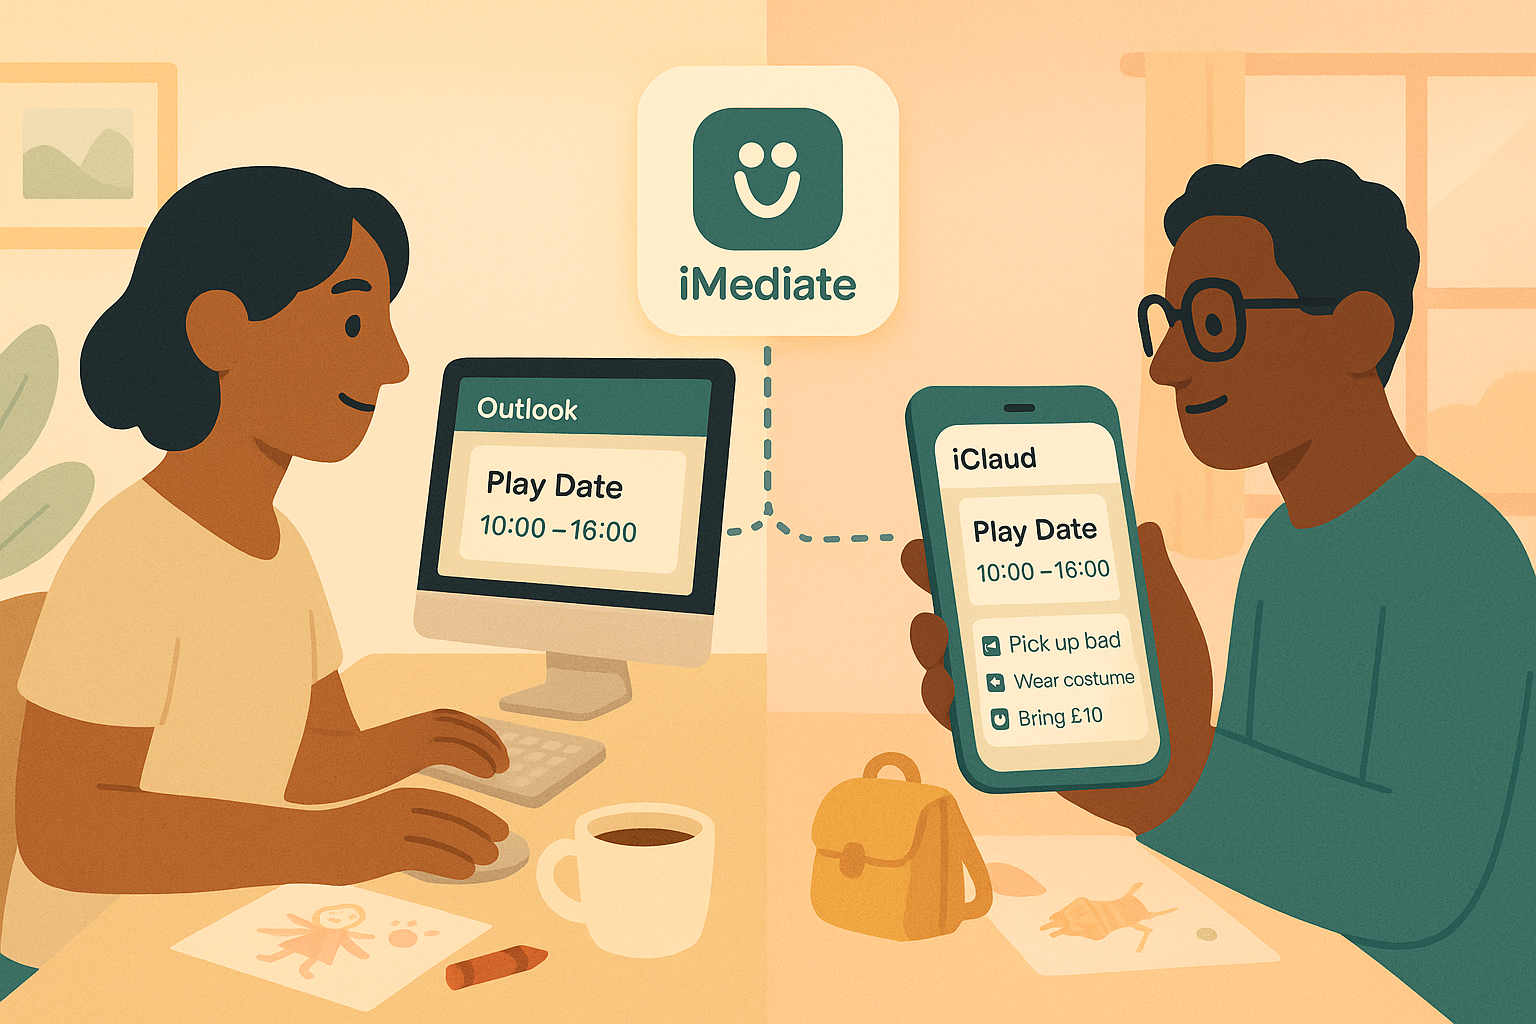 iMediate
Outlook
Play Date
10:00 – 16:00
iClaud
Play Date
10:00 – 16:00
Pick up bad
Wear costume
Bring £10